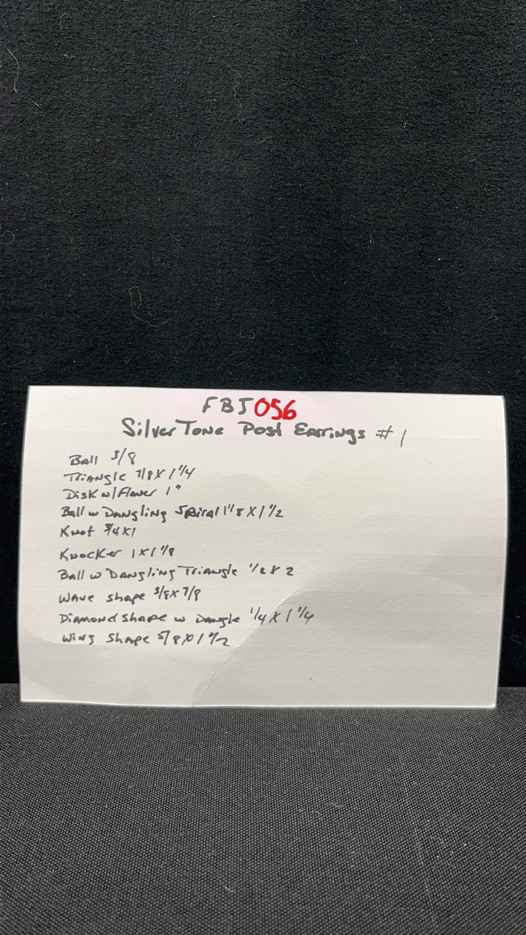 FBJ056
Silver Tone Post Earrings #1
Ball 5/8
Triangle 7/8 X 1 1/4
Disk w/Flower 1"
Ball w Dangling Spiral 1 1/8 X 1 1/2
Knot 3/4 X 1
Knocker 1 X 1 1/8
Ball w Dangling Triangle 1/2 X 2
Wave shape 5/8 X 7/8
Diamond shape w Dangle 1/4 X 1 3/4
Wing Shape 5/8 X 1 1/2